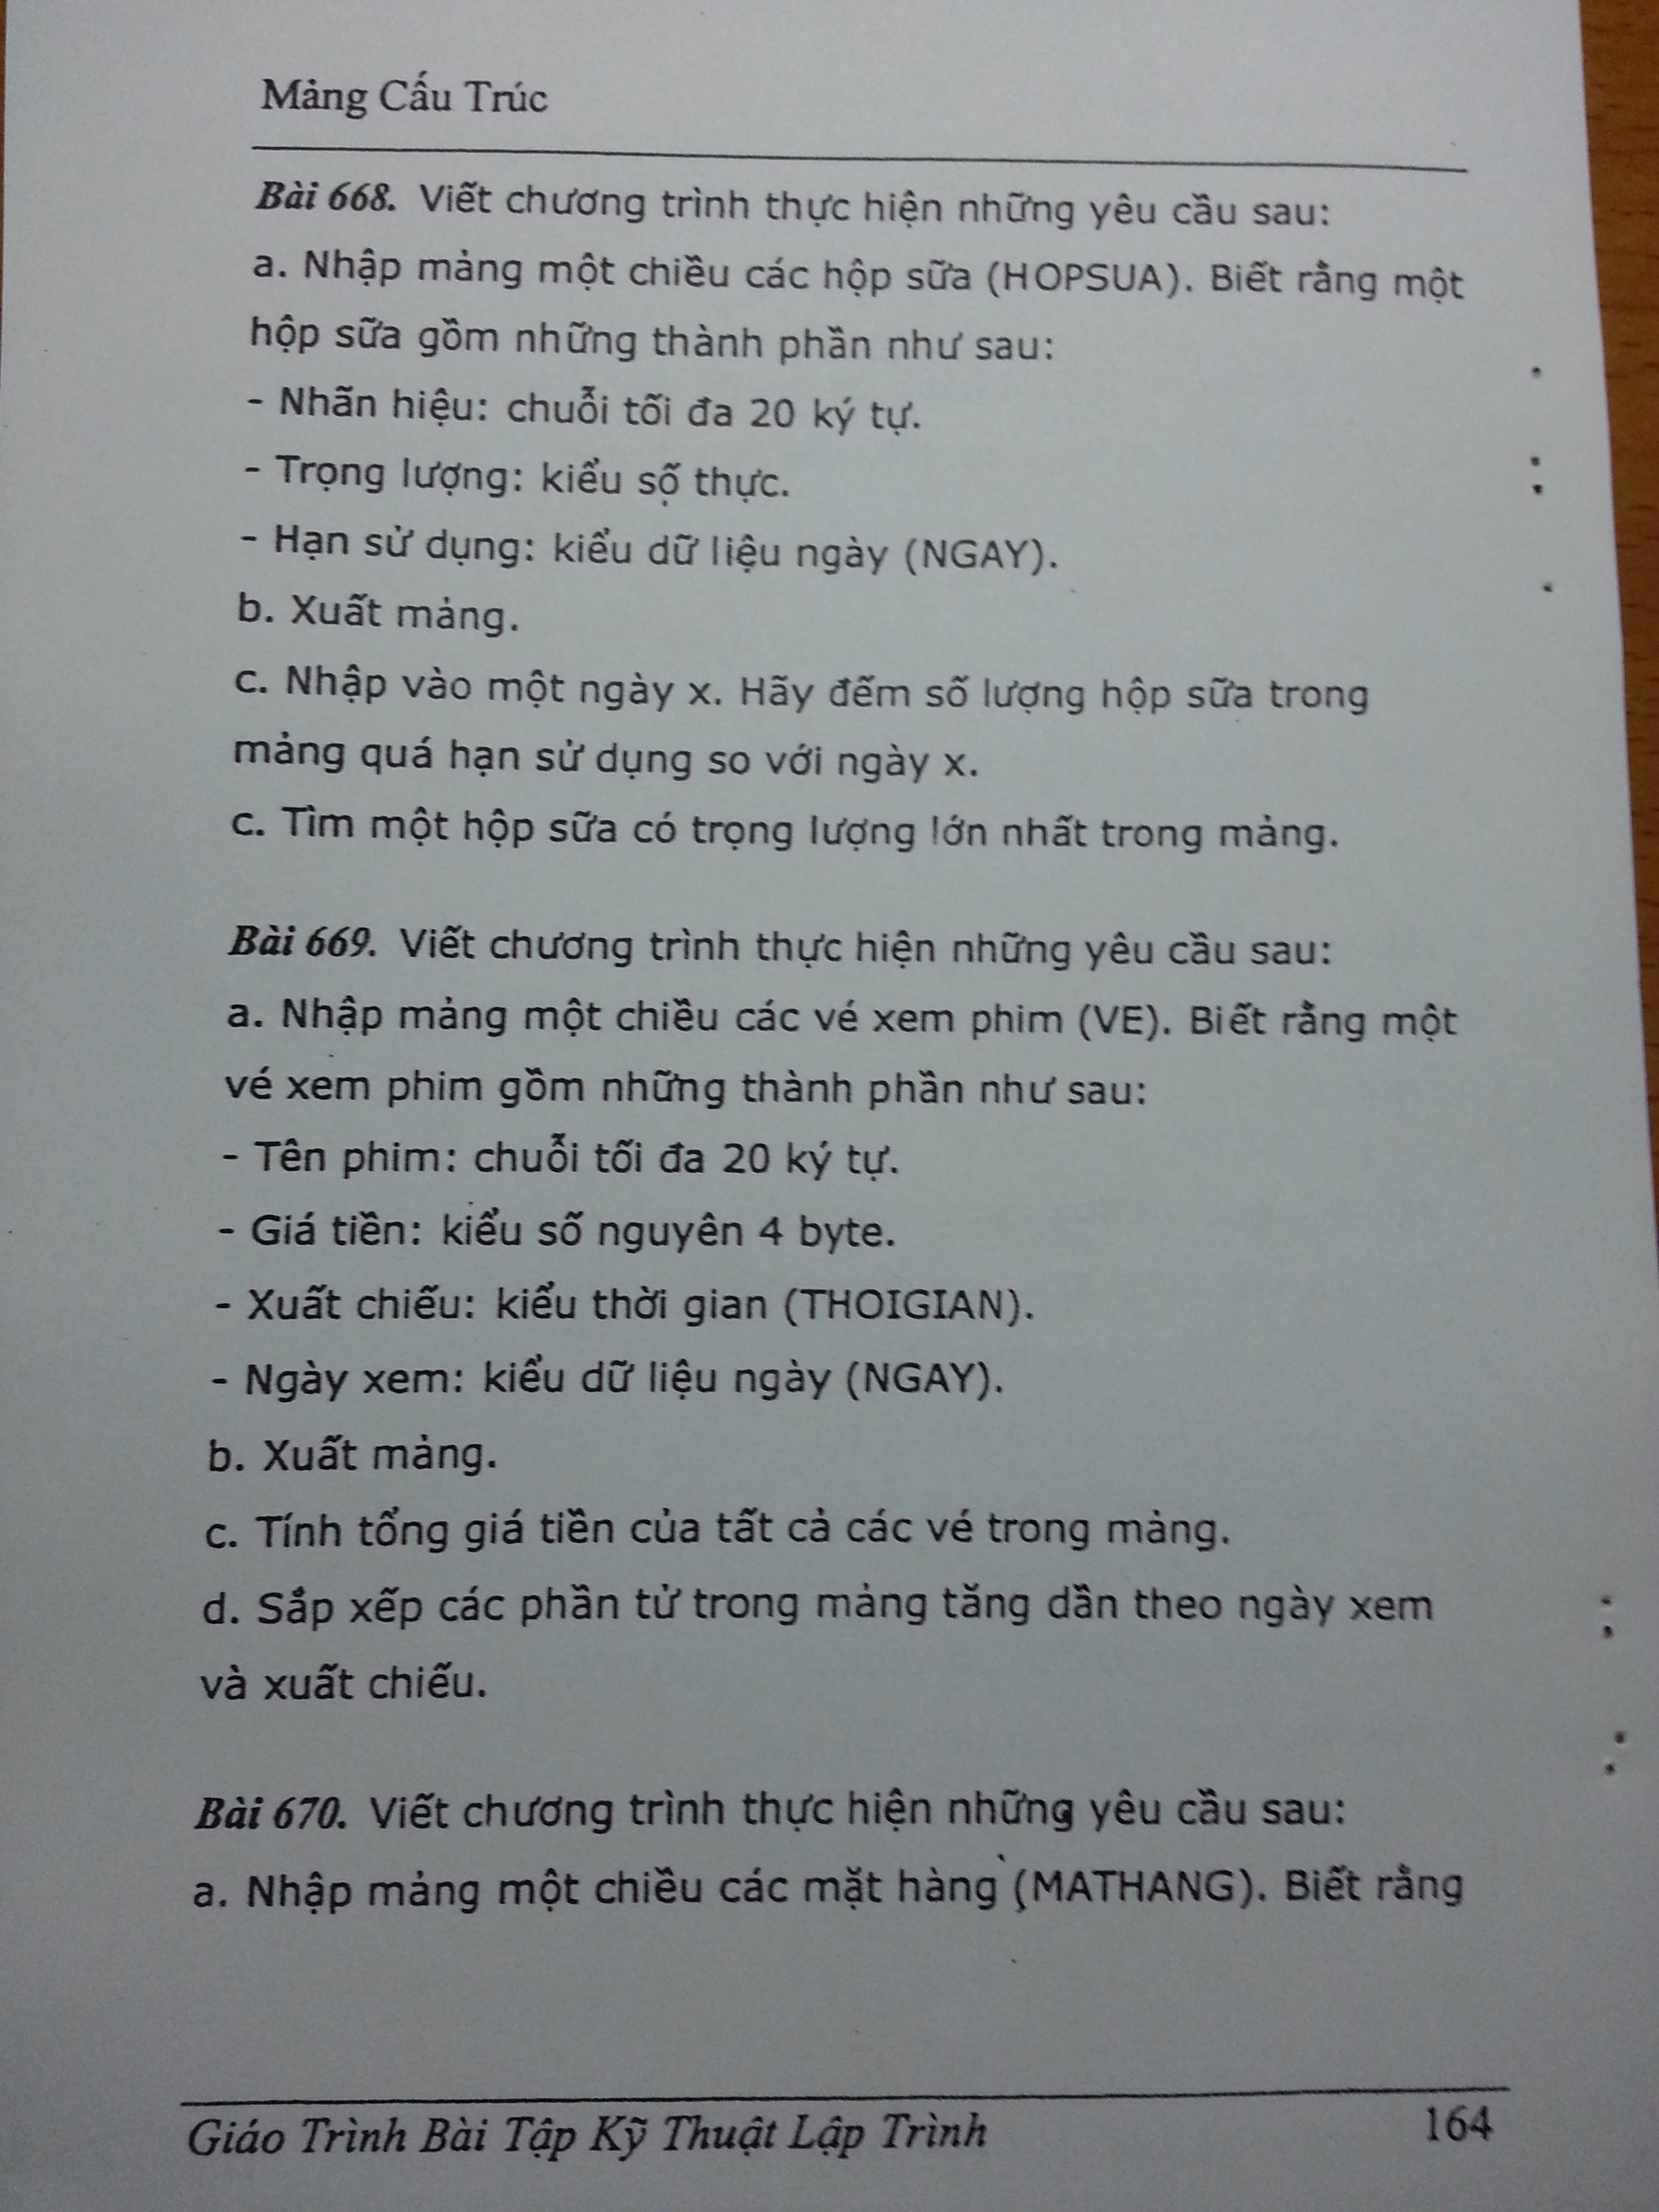 Mảng Cấu Trúc
Bài 668. Viết chương trình thực hiện những yêu cầu sau:
a. Nhập mảng một chiều các hộp sữa (HOPSUA). Biết rằng một
hộp sữa gồm những thành phần như sau:
- Nhãn hiệu: chuỗi tối đa 20 ký tự.
- Trọng lượng: kiểu số thực.
- Hạn sử dụng: kiểu dữ liệu ngày (NGAY).
b. Xuất mảng.
c. Nhập vào một ngày x. Hãy đếm số lượng hộp sữa trong
mảng quá hạn sử dụng so với ngày x.
c. Tìm một hộp sữa có trọng lượng lớn nhất trong mảng.
Bài 669. Viết chương trình thực hiện những yêu cầu sau:
a. Nhập mảng một chiều các vé xem phim (VE). Biết rằng một
vé xem phim gồm những thành phần như sau:
- Tên phim: chuỗi tối đa 20 ký tự.
- Giá tiền: kiểu số nguyên 4 byte.
- Xuất chiếu: kiểu thời gian (THOIGIAN).
- Ngày xem: kiểu dữ liệu ngày (NGAY).
b. Xuất mảng.
c. Tính tổng giá tiền của tất cả các vé trong mảng.
d. Sắp xếp các phần tử trong mảng tăng dần theo ngày xem
và xuất chiếu.
Bài 670. Viết chương trình thực hiện những yêu cầu sau:
a. Nhập mảng một chiều các mặt hàng (MATHANG). Biết rằng
Giáo Trình Bài Tập Kỹ Thuật Lập Trình 164